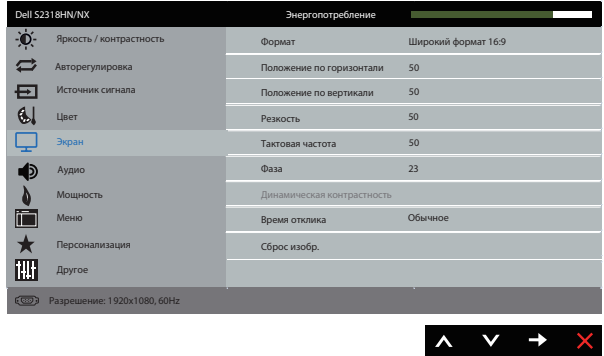 Dell S2318HN/NX Энергопотребление
Яркость / контрастность
Авторегулировка
Источник сигнала
Цвет
Экран
Аудио
Мощность
Меню
Персонализация
Другое
Формат Широкий формат 16:9
Положение по горизонтали 50
Положение по вертикали 50
Резкость 50
Тактовая частота 50
Фаза 23
Динамическая контрастность
Время отклика Обычное
Сброс изобр.
Разрешение: 1920x1080, 60Hz